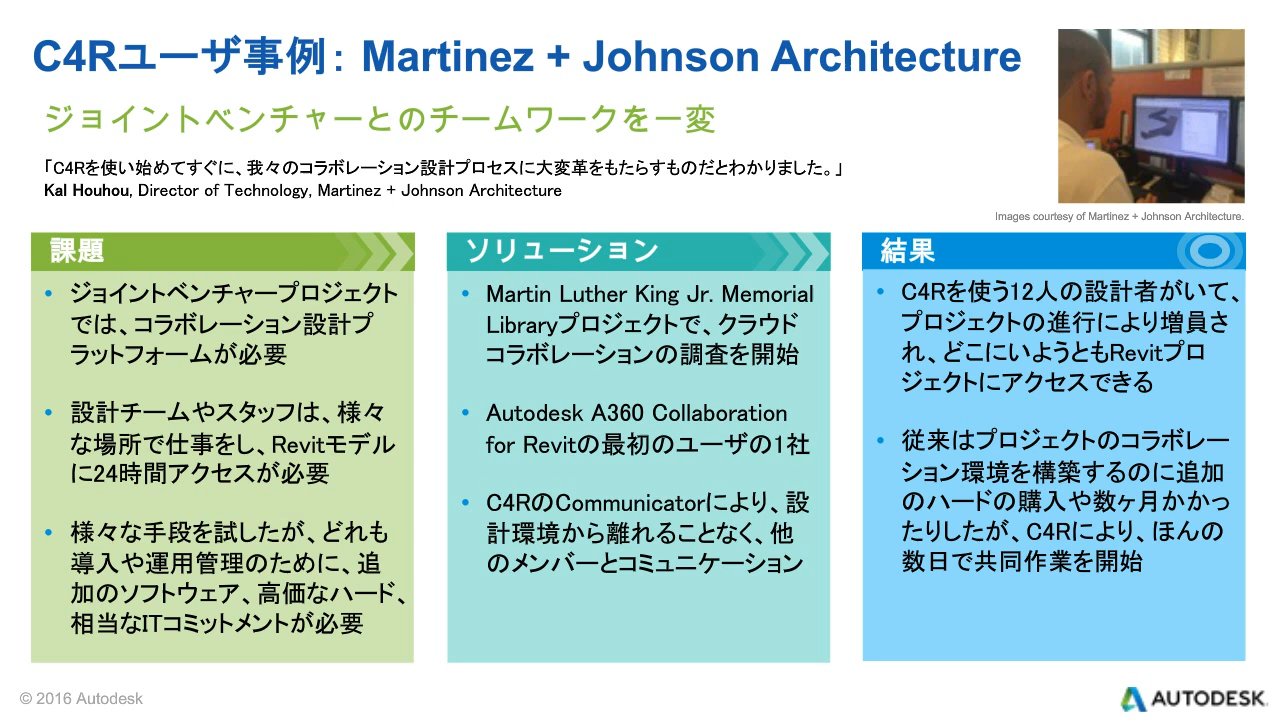 C4Rユーザ事例： Martinez + Johnson Architecture
ジョイントベンチャーとのチームワークを一変
「C4Rを使い始めてすぐに、我々のコラボレーション設計プロセスに大変革をもたらすものだとわかりました。」
Kal Houhou, Director of Technology, Martinez + Johnson Architecture
Images courtesy of Martinez + Johnson Architecture.
課題
• ジョイントベンチャープロジェクト
では、コラボレーション設計プ
ラットフォームが必要
• 設計チームやスタッフは、様々
な場所で仕事をし、Revitモデル
に24時間アクセスが必要
• 様々な手段を試したが、どれも
導入や運用管理のために、追
加のソフトウェア、高価なハード、
相当なITコミットメントが必要
ソリューション
• Martin Luther King Jr. Memorial
Libraryプロジェクトで、クラウド
コラボレーションの調査を開始
• Autodesk A360 Collaboration
for Revitの最初のユーザの1社
• C4RのCommunicatorにより、設
計環境から離れることなく、他
のメンバーとコミュニケーション
結果
• C4Rを使う12人の設計者がいて、
プロジェクトの進行により増員さ
れ、どこにいようともRevitプロ
ジェクトにアクセスできる
• 従来はプロジェクトのコラボレー
ション環境を構築するのに追加
のハードの購入や数ヶ月かかっ
たりしたが、C4Rにより、ほんの
数日で共同作業を開始
© 2016 Autodesk
AUTODESK.